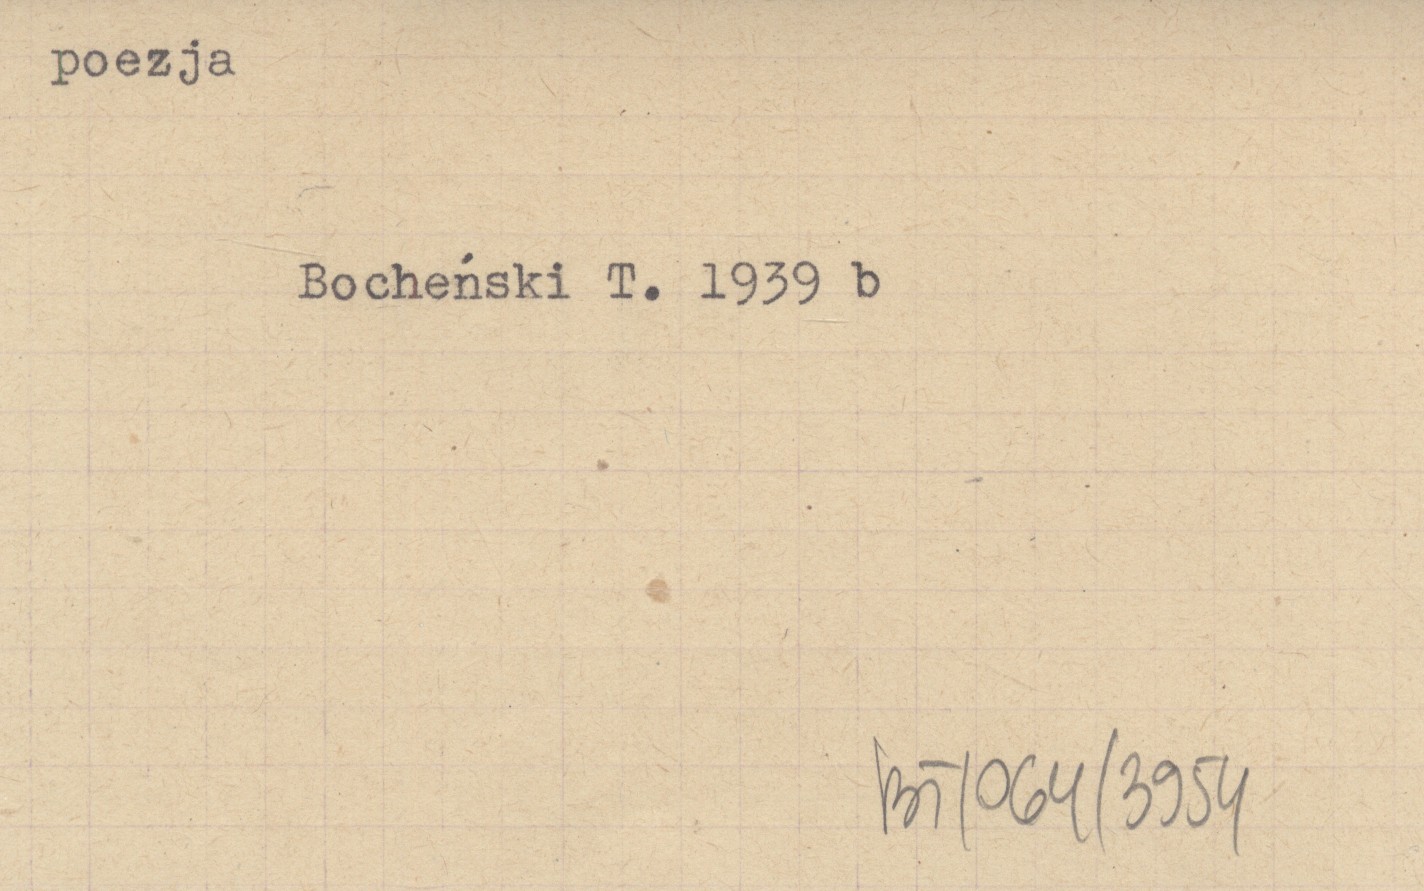 poezja
Bocheński T. 1939 b
BT/064/3954